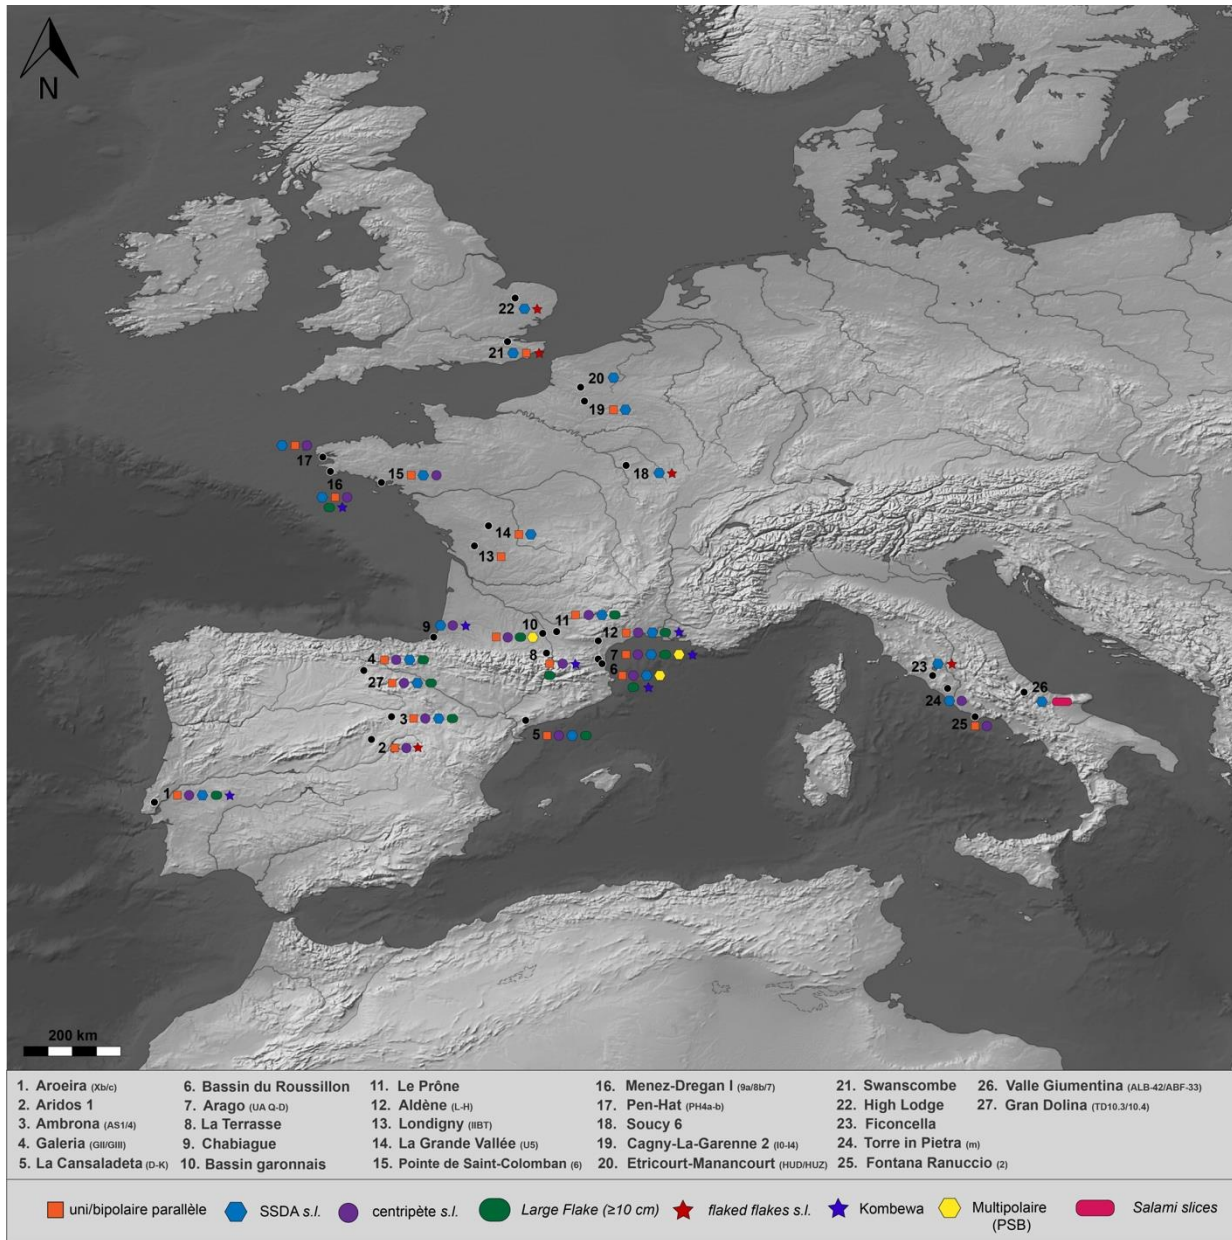 N
22
21
20
19
17
15
18
16
14
13
11
9
10
12
4
8
7
6
27
23
26
3
24
25
5
2
1
200 km
1. Aroeira (Xb/c)
2. Aridos 1
3. Ambrona (AS1/4)
4. Galeria (GII/GIII)
5. La Cansaladeta (D-K)
6. Bassin du Roussillon
7. Arago (UA Q-D)
8. La Terrasse
9. Chabiague
10. Bassin garonnais
11. Le Prône
12. Aldène (L-H)
13. Londigny (IIBT)
14. La Grande Vallée (U5)
15. Pointe de Saint-Colomban (6)
16. Menez-Dregan I (9a/8b/7)
17. Pen-Hat (PH4a-b)
18. Soucy 6
19. Cagny-La-Garenne 2 (I0-I4)
20. Etricourt-Manancourt (HUD/HUZ)
21. Swanscombe
22. High Lodge
23. Ficoncella
24. Torre in Pietra (m)
25. Fontana Ranuccio (2)
26. Valle Giumentina (ALB-42/ABF-33)
27. Gran Dolina (TD10.3/10.4)
uni/bipolaire parallèle
SSDA s.l.
centripète s.l.
Large Flake (≥10 cm)
flaked flakes s.l.
Kombewa
Multipolaire
(PSB)
Salami slices